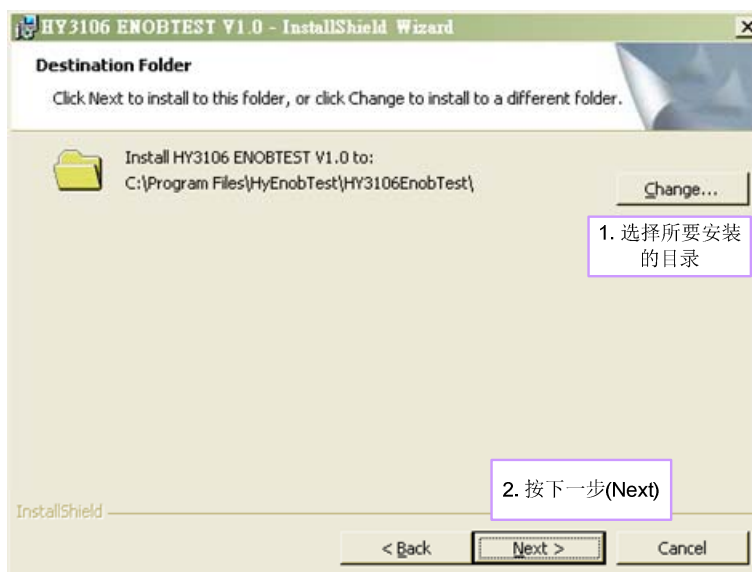 HY3106 ENOBTEST V1.0 - InstallShield Wizard
Destination Folder
Click Next to install to this folder, or click Change to install to a different folder.
Install HY3106 ENOBTEST V1.0 to:
C:\Program Files\HyEnobTest\HY3106EnobTest\
Change...
1. 选择所要安装
的目录
2. 按下一步(Next)
InstallShield
< Back
Next >
Cancel